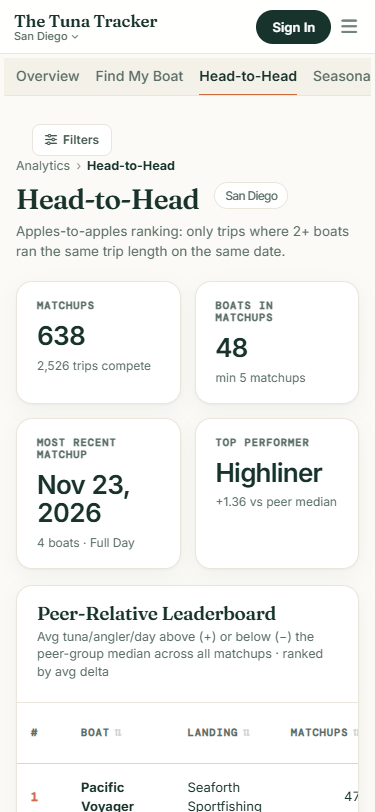 The Tuna Tracker
San Diego
Sign In
Overview Find My Boat Head-to-Head Seasona
Filters
Analytics › Head-to-Head
Head-to-Head San Diego
Apples-to-apples ranking: only trips where 2+ boats
ran the same trip length on the same date.
MATCHUPS
638
2,526 trips compete
BOATS IN
MATCHUPS
48
min 5 matchups
MOST RECENT
MATCHUP
Nov 23,
2026
4 boats · Full Day
TOP PERFORMER
Highliner
+1.36 vs peer median
Peer-Relative Leaderboard
Avg tuna/angler/day above (+) or below (−) the
peer-group median across all matchups · ranked
by avg delta
# BOAT ⇅ LANDING ⇅ MATCHUPS ⇅
1 Pacific Seaforth 47
Voyager Sportfishing